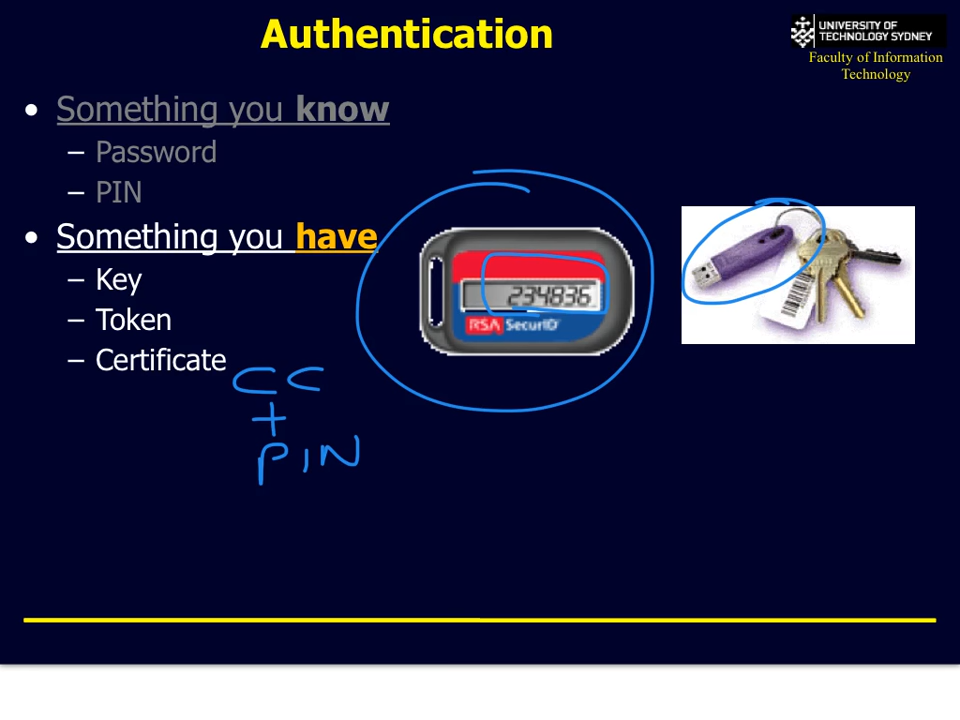 Authentication
UNIVERSITY OF
TECHNOLOGY SYDNEY
Faculty of Information
Technology
• Something you know
– Password
– PIN
• Something you have
– Key
– Token
– Certificate
234836
RSA SecurID
CC
+
PIN